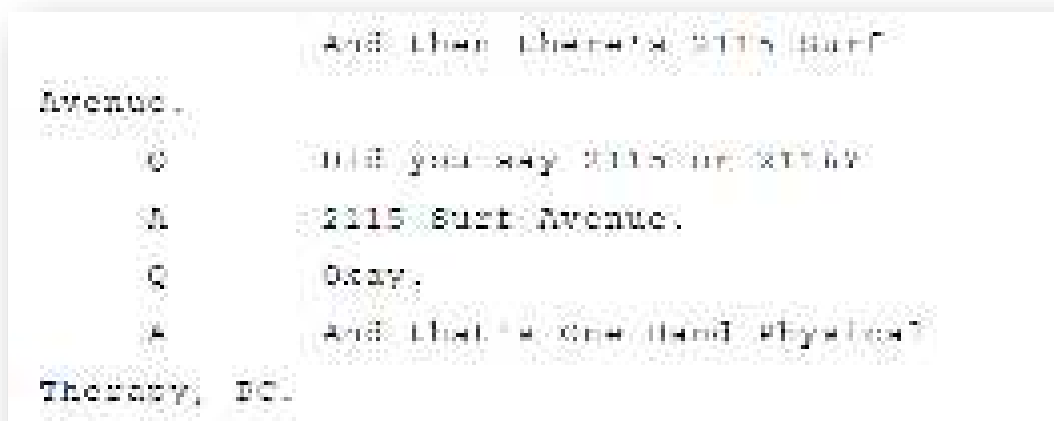 And then there's 2115 Surf
Avenue.
Q Did you say 2115 or 2116?
A 2115 Surf Avenue.
Q Okay.
A And that's One Hand Physical
Therapy, PC.